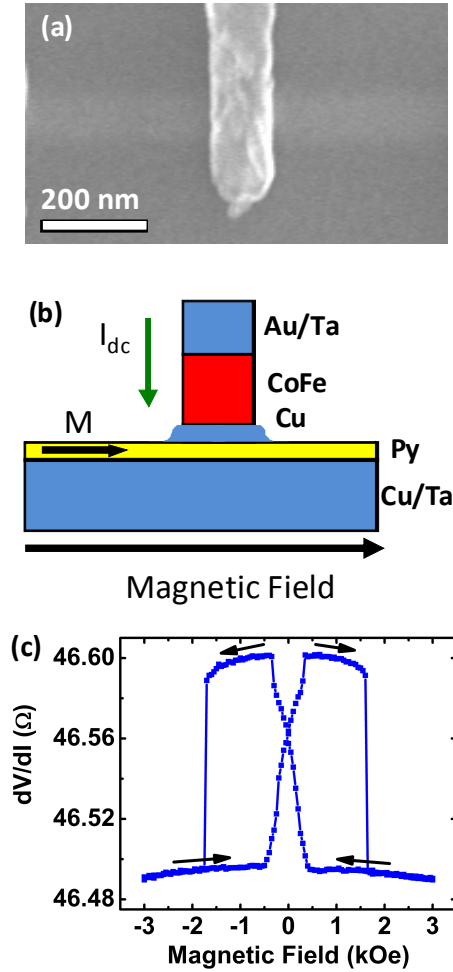 (a)
200 nm
(b)
I_dc
Au/Ta
CoFe
Cu
M
Py
Cu/Ta
Magnetic Field
(c)
46.60
46.56
46.52
46.48
dV/dI (Ω)
-3 -2 -1 0 1 2 3
Magnetic Field (kOe)